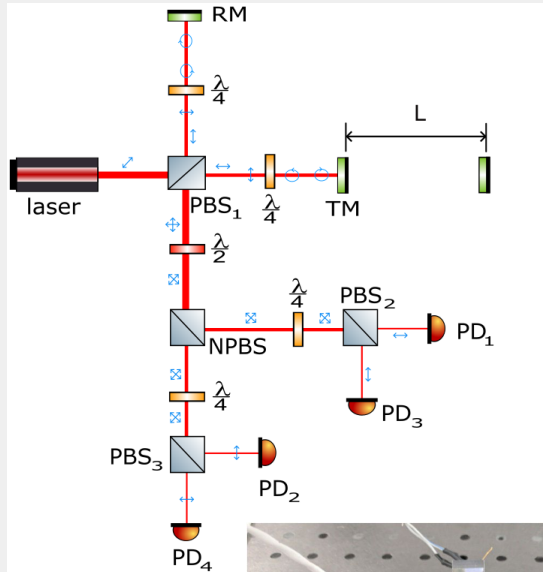 RM
λ/4
L
laser
PBS₁
λ/4
TM
λ/2
λ/4
PBS₂
NPBS
PD₁
λ/4
PD₃
PBS₃
PD₂
PD₄